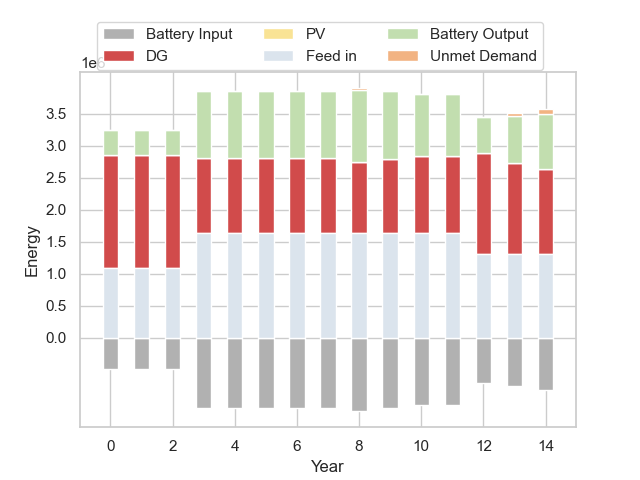 Battery Input PV Battery Output
DG Feed in Unmet Demand
1e6
3.5
3.0
2.5
2.0
1.5
1.0
0.5
0.0
Energy
0 2 4 6 8 10 12 14
Year